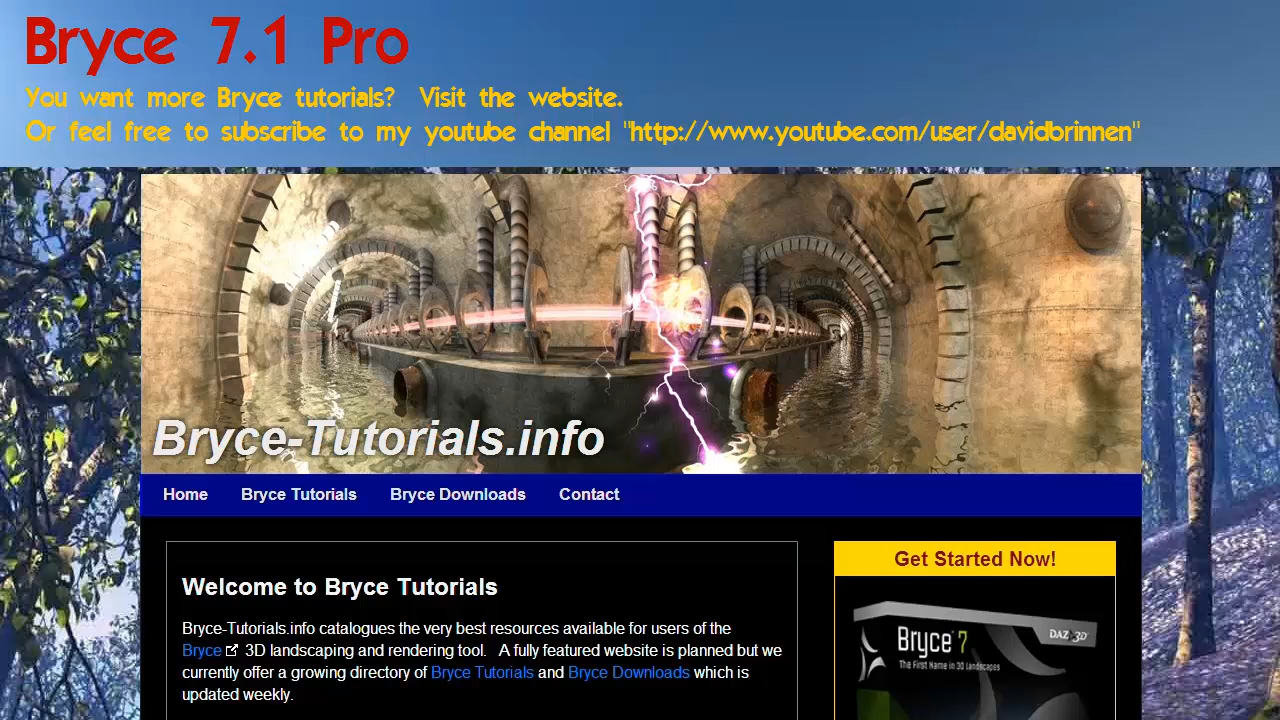 Bryce 7.1 Pro
You want more Bryce tutorials? Visit the website.
Or feel free to subscribe to my youtube channel "http://www.youtube.com/user/davidbrinnen"
Bryce-Tutorials.info
Home Bryce Tutorials Bryce Downloads Contact
Get Started Now!
Welcome to Bryce Tutorials
Bryce-Tutorials.info catalogues the very best resources available for users of the
Bryce 3D landscaping and rendering tool. A fully featured website is planned but we
currently offer a growing directory of Bryce Tutorials and Bryce Downloads which is
updated weekly.
DAZ 3D
Bryce 7
The First Name in 3D Landscapes